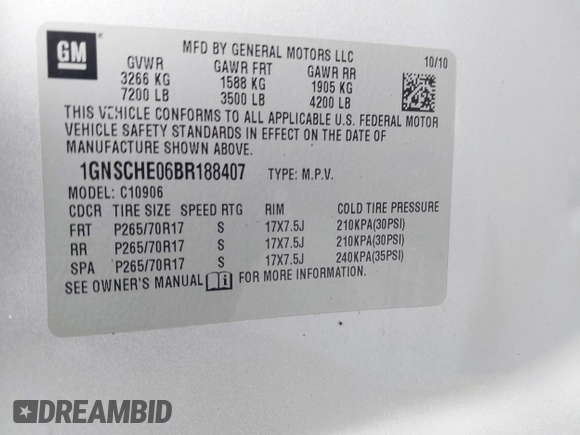 GM
MFD BY GENERAL MOTORS LLC
GVWR GAWR FRT GAWR RR 10/10
3266 KG 1588 KG 1905 KG
7200 LB 3500 LB 4200 LB
THIS VEHICLE CONFORMS TO ALL APPLICABLE U.S. FEDERAL MOTOR
VEHICLE SAFETY STANDARDS IN EFFECT ON THE DATE OF
MANUFACTURE SHOWN ABOVE.
1GNSCHE06BR188407 TYPE: M.P.V.
MODEL: C10906
CDCR TIRE SIZE SPEED RTG RIM COLD TIRE PRESSURE
FRT P265/70R17 S 17X7.5J 210KPA(30PSI)
RR P265/70R17 S 17X7.5J 210KPA(30PSI)
SPA P265/70R17 S 17X7.5J 240KPA(35PSI)
SEE OWNER'S MANUAL FOR MORE INFORMATION.
DREAMBID